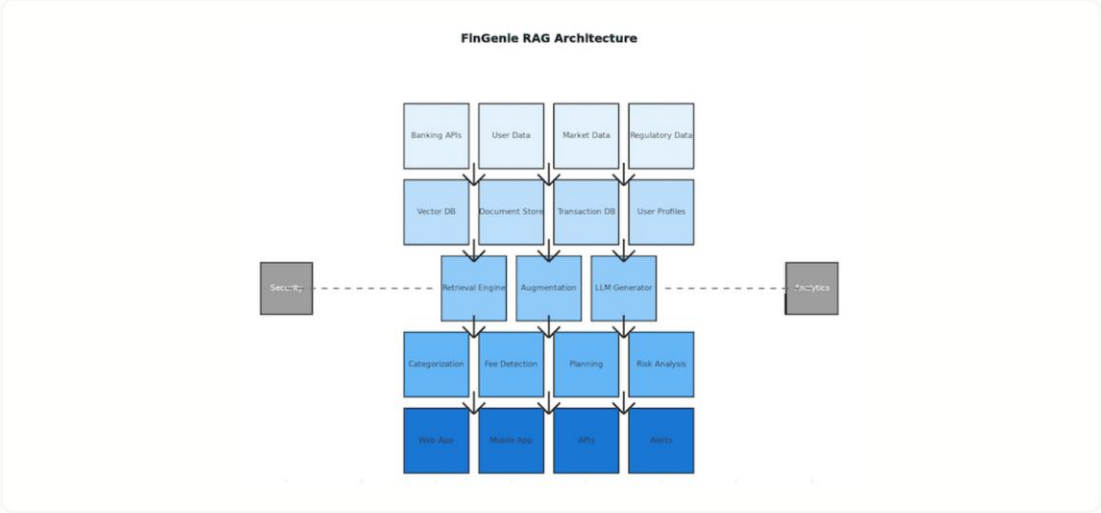 FinGenie RAG Architecture
Banking APIs
User Data
Market Data
Regulatory Data
Vector DB
Document Store
Transaction DB
User Profiles
Security
Retrieval Engine
Augmentation
LLM Generator
Analytics
Categorization
Fee Detection
Planning
Risk Analysis
Web App
Mobile App
APIs
Alerts